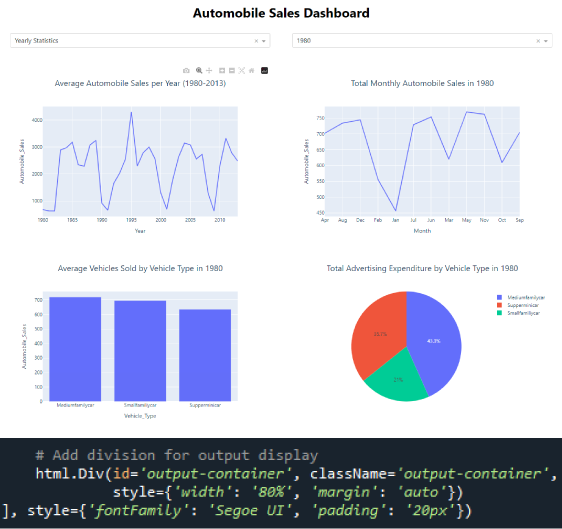 Automobile Sales Dashboard
Yearly Statistics
1980
Average Automobile Sales per Year (1980-2013)
Total Monthly Automobile Sales in 1980
4000
3000
2000
1000
Automobile_Sales
1980 1985 1990 1995 2000 2005 2010
Year
750
700
650
600
550
500
450
Automobile_Sales
Apr Aug Dec Feb Jan Jul Jun Mar May Nov Oct Sep
Month
Average Vehicles Sold by Vehicle Type in 1980
Total Advertising Expenditure by Vehicle Type in 1980
700
600
500
400
300
200
100
0
Automobile_Sales
Mediumfamilycar Smallfamiliycar Supperminicar
Vehicle_Type
Mediumfamilycar
Supperminicar
Smallfamiliycar
43.3%
21%
# Add division for output display
html.Div(id='output-container', className='output-container',
style={'width': '80%', 'margin': 'auto'})
], style={'fontFamily': 'Segoe UI', 'padding': '20px'})